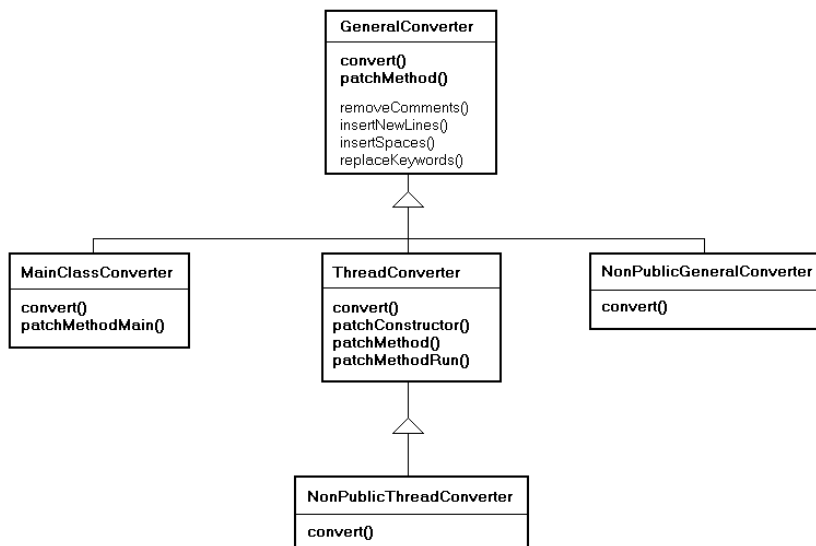 GeneralConverter
convert()
patchMethod()
removeComments()
insertNewLines()
insertSpaces()
replaceKeywords()
MainClassConverter
convert()
patchMethodMain()
ThreadConverter
convert()
patchConstructor()
patchMethod()
patchMethodRun()
NonPublicGeneralConverter
convert()
NonPublicThreadConverter
convert()